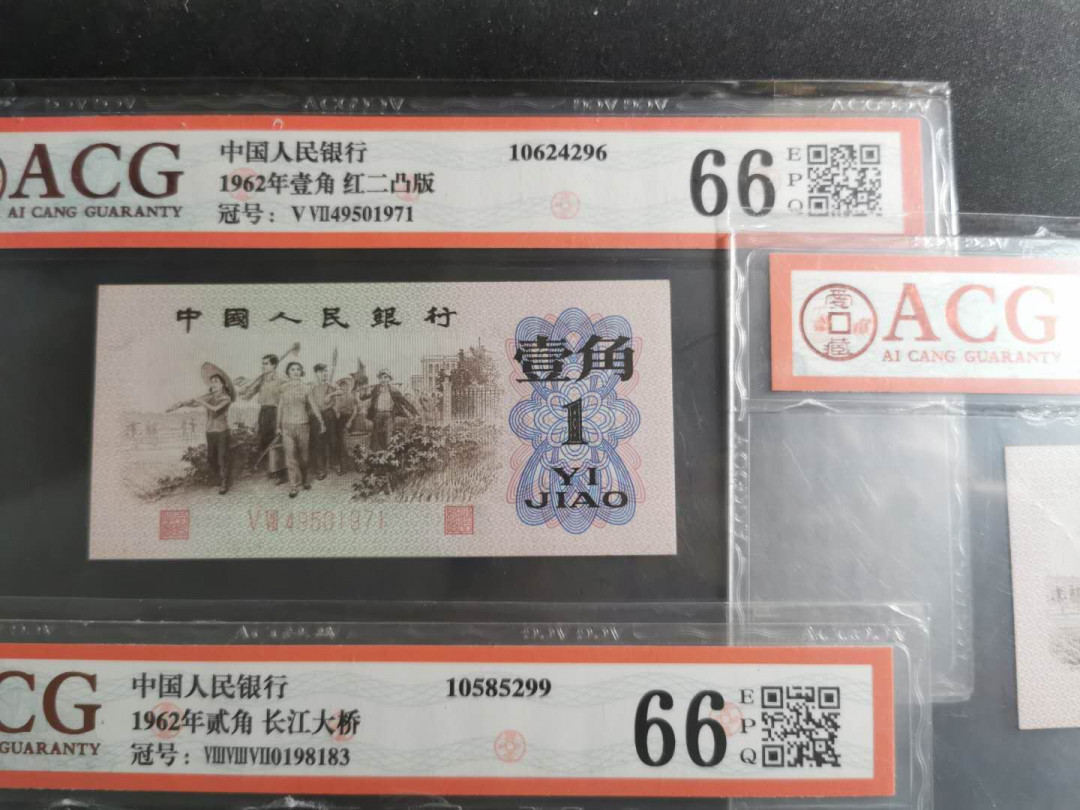 ACG
AI CANG GUARANTY
中国人民银行
1962年壹角 红二凸版
冠号：ⅤⅦ49501971
10624296
66
EPQ
中國人民銀行
壹角
1
YI
JIAO
ⅤⅦ 49501971
ACG
AI CANG GUARANTY
CG
GUARANTY
中国人民银行
1962年贰角 长江大桥
冠号：ⅧⅧⅦ0198183
10585299
66
EPQ